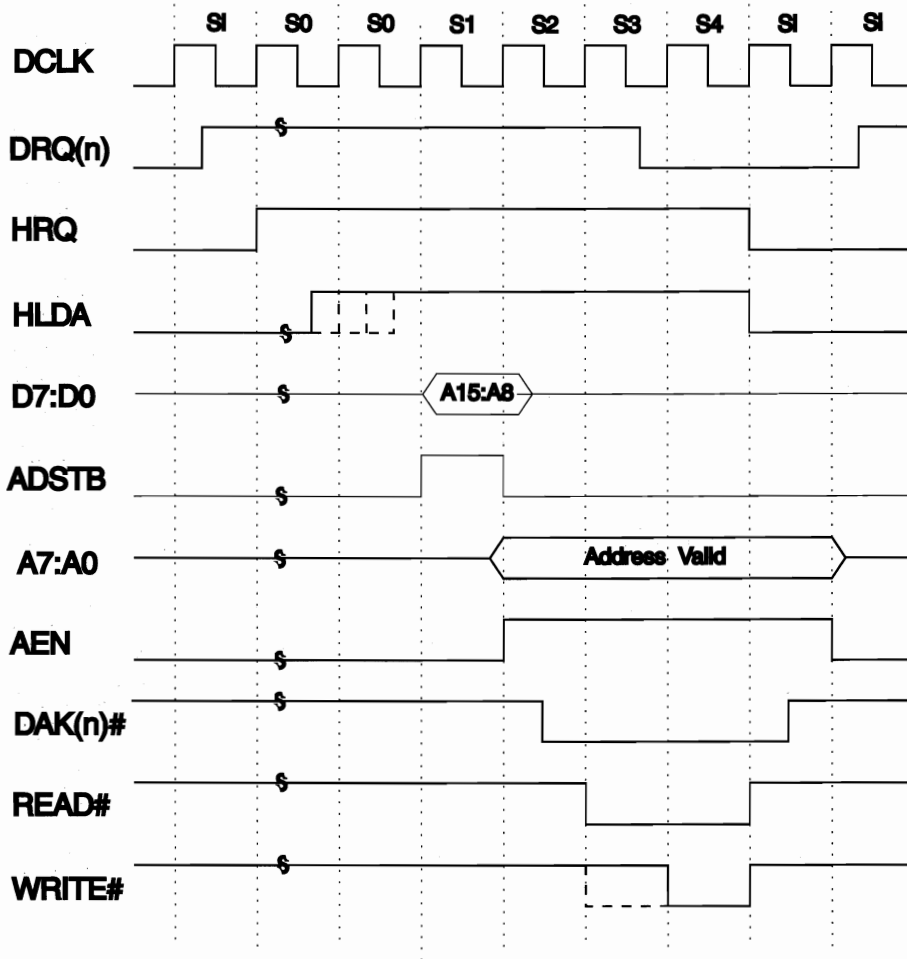 SI S0 S0 S1 S2 S3 S4 SI SI
DCLK
DRQ(n)
HRQ
HLDA
D7:D0 A15:A8
ADSTB
A7:A0 Address Valid
AEN
DAK(n)#
READ#
WRITE#